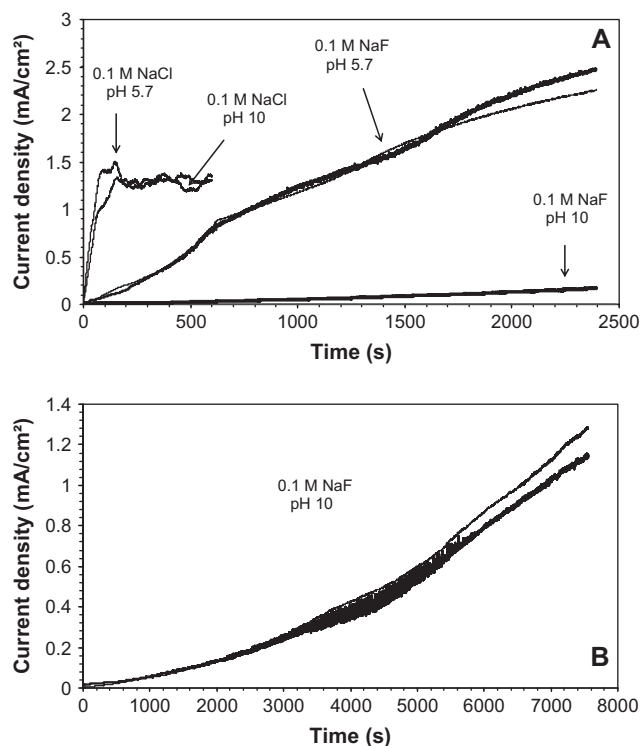 A
Current density (mA/cm²)
3
2.5
2
1.5
1
0.5
0
0.1 M NaCl
pH 5.7
0.1 M NaCl
pH 10
0.1 M NaF
pH 5.7
0.1 M NaF
pH 10
0 500 1000 1500 2000 2500
Time (s)
Current density (mA/cm²)
1.4
1.2
1
0.8
0.6
0.4
0.2
0
0.1 M NaF
pH 10
B
0 1000 2000 3000 4000 5000 6000 7000 8000
Time (s)